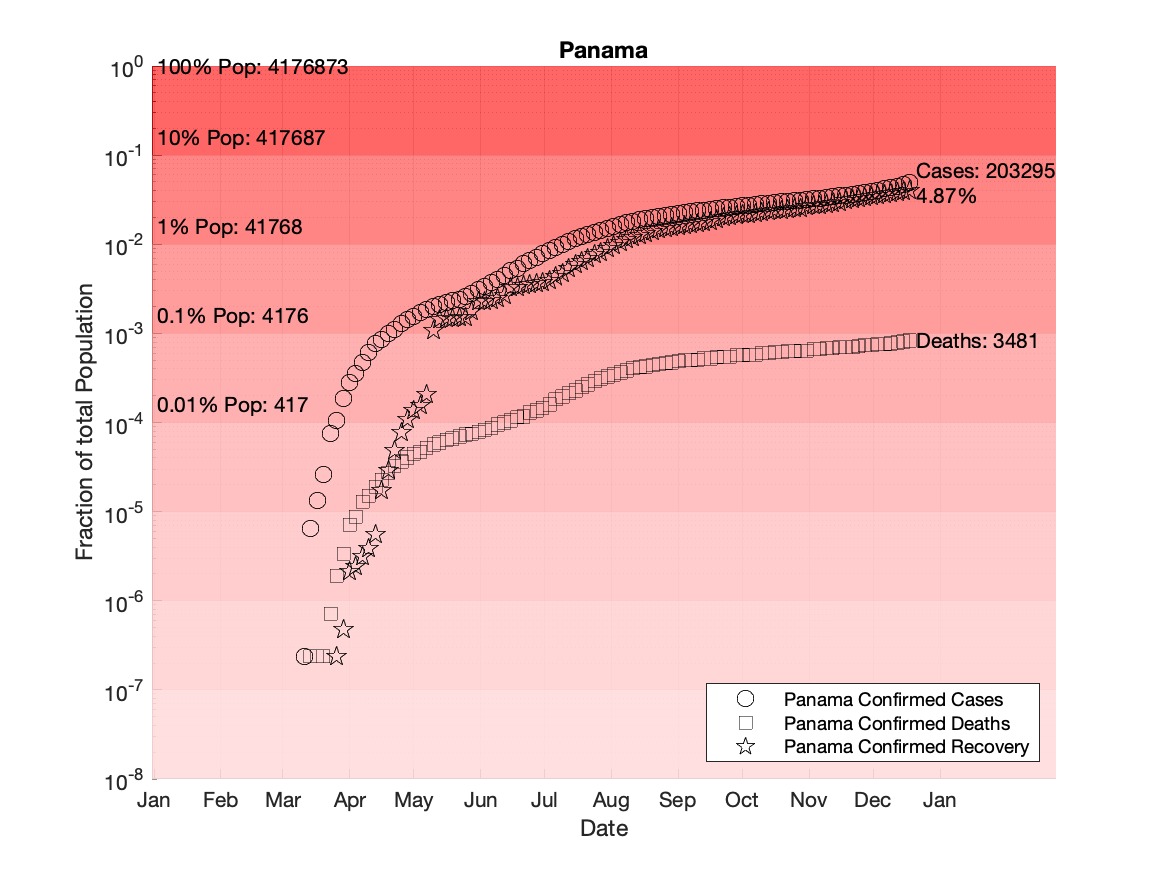 Panama
10^0
100% Pop: 4176873
10% Pop: 417687
10^-1
Cases: 203295
4.87%
1% Pop: 41768
10^-2
0.1% Pop: 4176
10^-3
Deaths: 3481
0.01% Pop: 417
10^-4
10^-5
10^-6
10^-7
10^-8
Fraction of total Population
Panama Confirmed Cases
Panama Confirmed Deaths
Panama Confirmed Recovery
Jan Feb Mar Apr May Jun Jul Aug Sep Oct Nov Dec Jan
Date